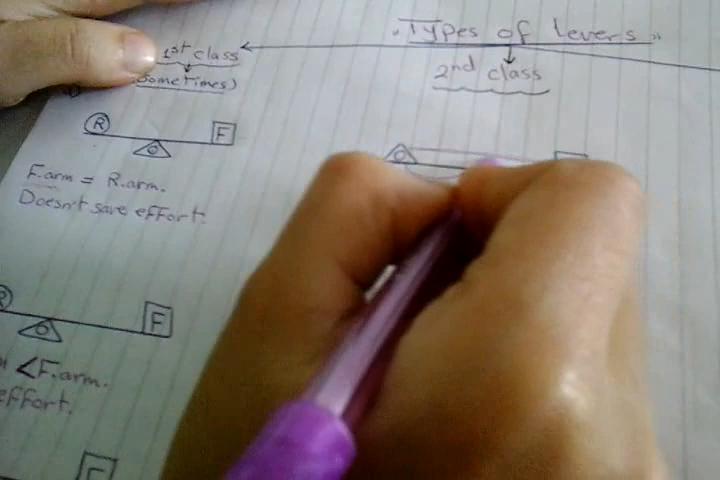 "Types of levers"
1st class
2nd class
(Sometimes)
R F
O
O
F.arm = R.arm.
Doesn't save effort.
R F
O
< F.arm.
effort.